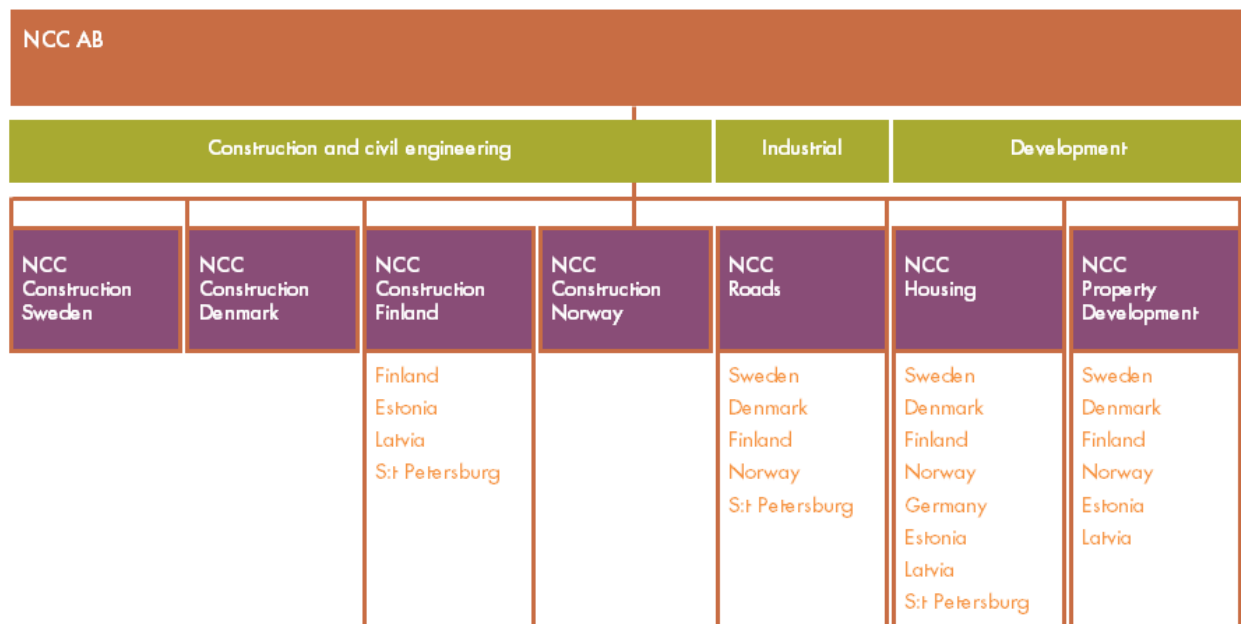 NCC AB
Construction and civil engineering
Industrial
Development
NCC
Construction
Sweden
NCC
Construction
Denmark
NCC
Construction
Finland
NCC
Construction
Norway
NCC
Roads
NCC
Housing
NCC
Property
Development
Finland
Estonia
Latvia
S:t Petersburg
Sweden
Denmark
Finland
Norway
S:t Petersburg
Sweden
Denmark
Finland
Norway
Germany
Estonia
Latvia
S:t Petersburg
Sweden
Denmark
Finland
Norway
Estonia
Latvia